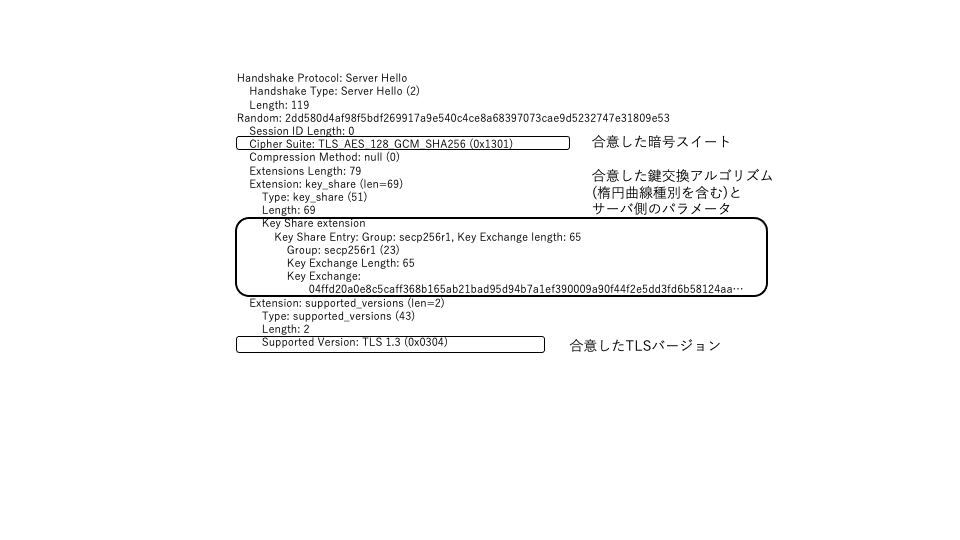 Handshake Protocol: Server Hello
Handshake Type: Server Hello (2)
Length: 119
Random: 2dd580d4af98f5bdf269917a9e540c4ce8a68397073cae9d5232747e31809e53
Session ID Length: 0
Cipher Suite: TLS_AES_128_GCM_SHA256 (0x1301)
合意した暗号スイート
Compression Method: null (0)
Extensions Length: 79
Extension: key_share (len=69)
Type: key_share (51)
Length: 69
合意した鍵交換アルゴリズム
(楕円曲線種別を含む)と
サーバ側のパラメータ
Key Share extension
Key Share Entry: Group: secp256r1, Key Exchange length: 65
Group: secp256r1 (23)
Key Exchange Length: 65
Key Exchange:
04ffd20a0e8c5caff368b165ab21bad95d94b7a1ef390009a90f44f2e5dd3fd6b58124aa…
Extension: supported_versions (len=2)
Type: supported_versions (43)
Length: 2
Supported Version: TLS 1.3 (0x0304)
合意したTLSバージョン